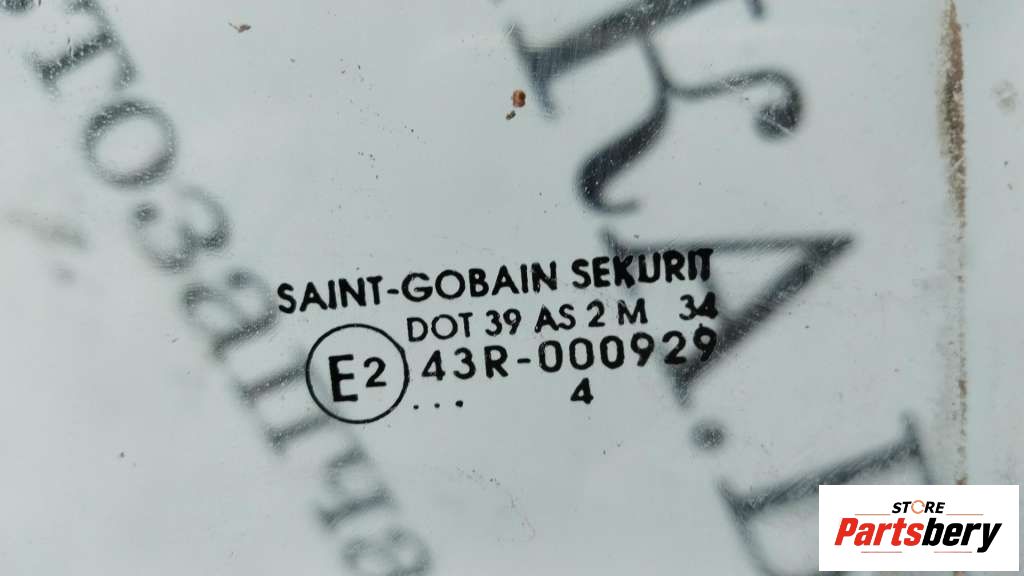 SAINT-GOBAIN SEKURIT
DOT 39 AS 2 M 34
E2 43R-000929
... 4
STORE
Partsbery